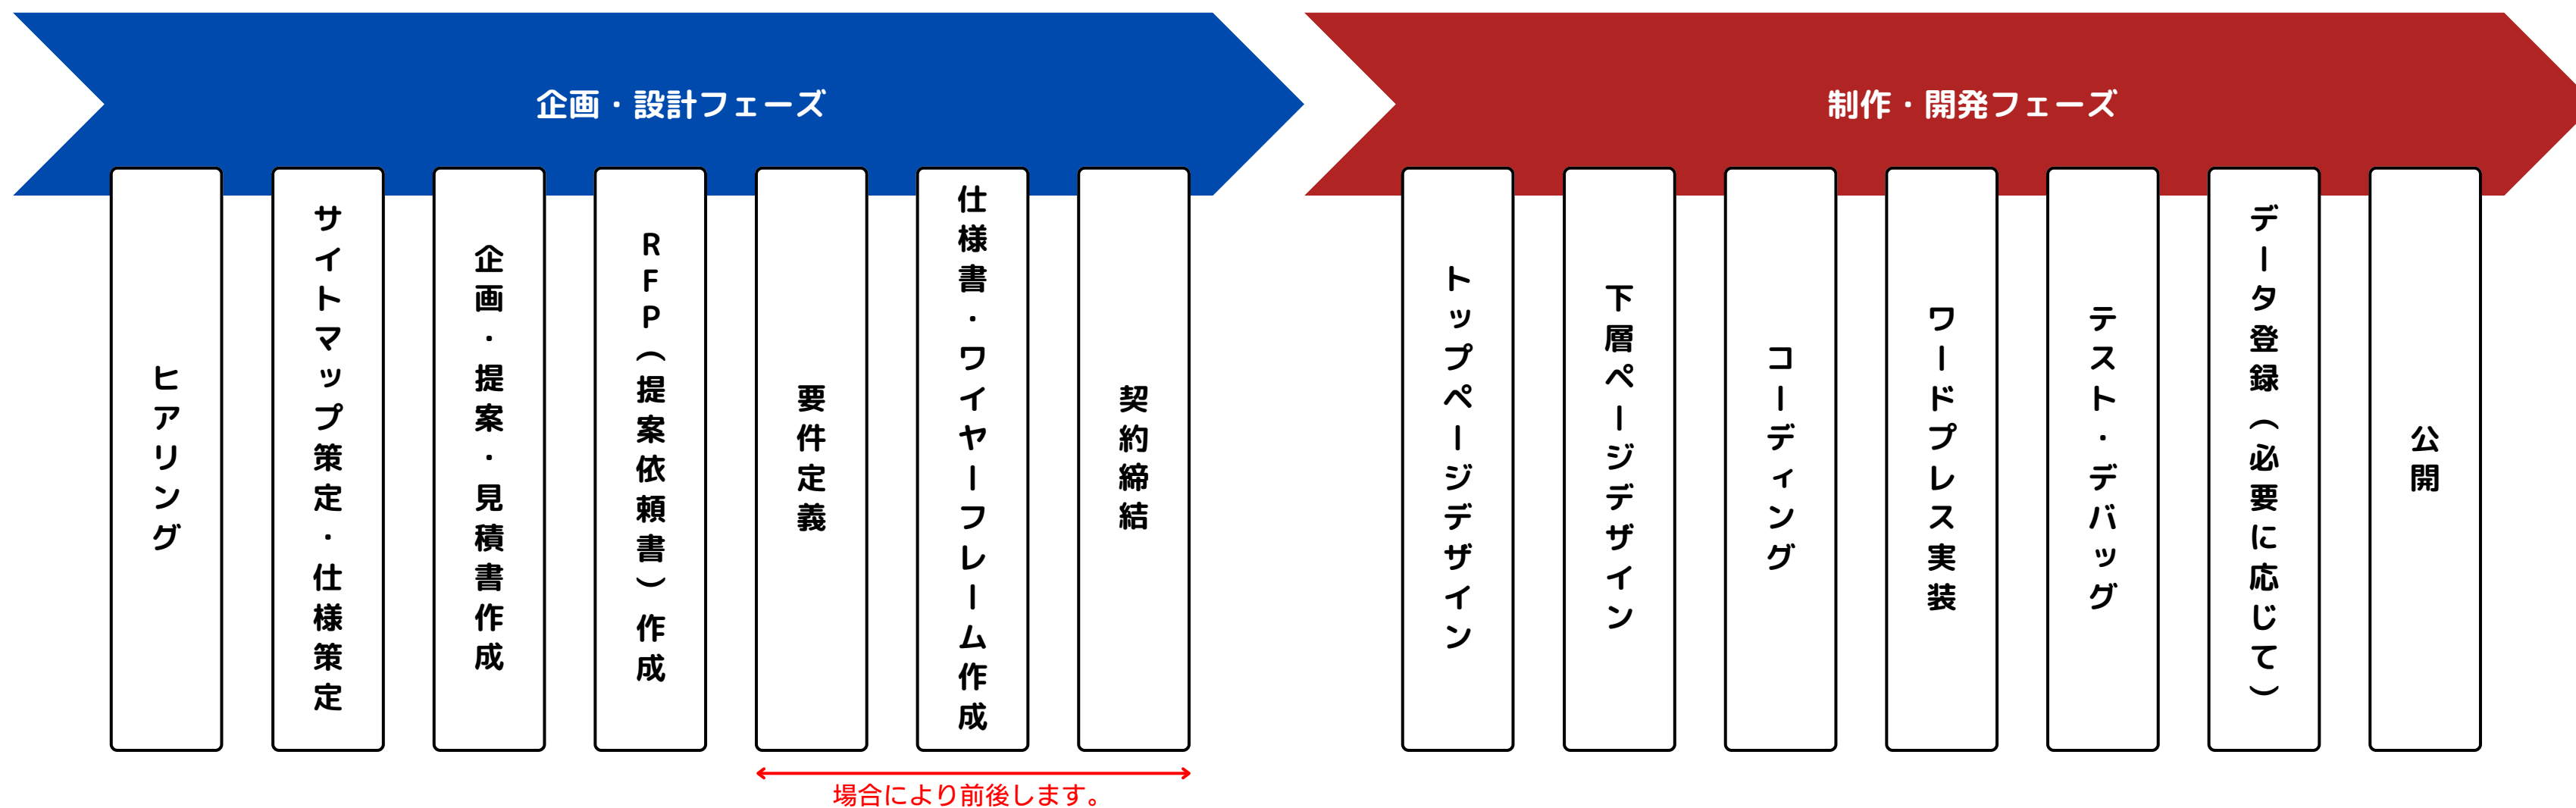 企画・設計フェーズ
ヒアリング
サイトマップ策定・仕様策定
企画・提案・見積書作成
RFP（提案依頼書）作成
要件定義
仕様書・ワイヤーフレーム作成
契約締結
場合により前後します。
制作・開発フェーズ
トップページデザイン
下層ページデザイン
コーディング
ワードプレス実装
テスト・デバッグ
データ登録（必要に応じて）
公開